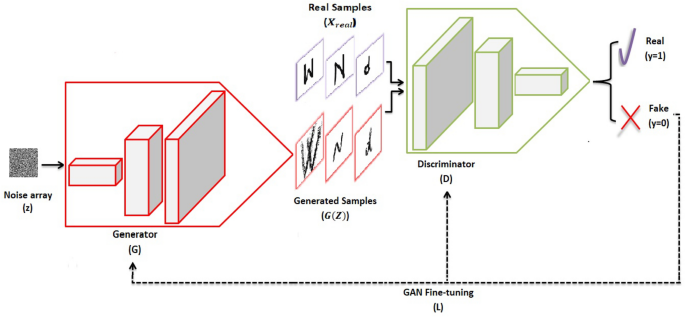 Real Samples
(X_real)
W N d
Real
(y=1)
Fake
(y=0)
W N d
Noise array
(z)
Generated Samples
(G(Z))
Discriminator
(D)
Generator
(G)
GAN Fine-tuning
(L)